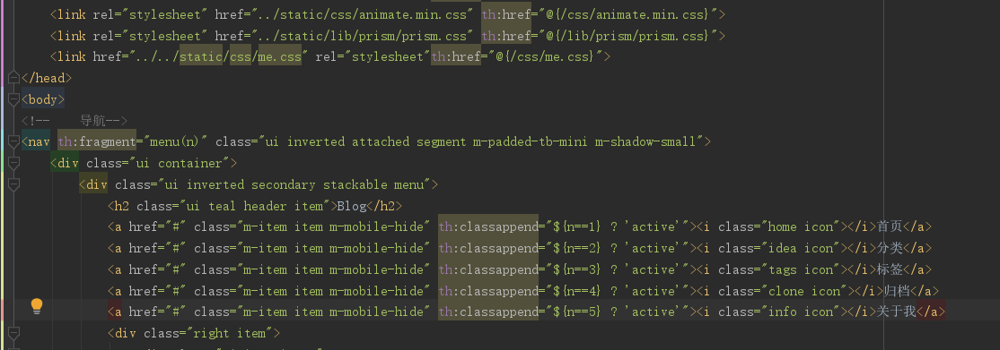 <link rel="stylesheet" href="../static/css/animate.min.css" th:href="@{/css/animate.min.css}">
<link rel="stylesheet" href="../static/lib/prism/prism.css" th:href="@{/lib/prism/prism.css}">
<link href="../../static/css/me.css" rel="stylesheet"th:href="@{/css/me.css}">
</head>
<body>
<!-- 导航-->
<nav th:fragment="menu(n)" class="ui inverted attached segment m-padded-tb-mini m-shadow-small">
<div class="ui container">
<div class="ui inverted secondary stackable menu">
<h2 class="ui teal header item">Blog</h2>
<a href="#" class="m-item item m-mobile-hide" th:classappend="${n==1} ? 'active'"><i class="home icon"></i>首页</a>
<a href="#" class="m-item item m-mobile-hide" th:classappend="${n==2} ? 'active'"><i class="idea icon"></i>分类</a>
<a href="#" class="m-item item m-mobile-hide" th:classappend="${n==3} ? 'active'"><i class="tags icon"></i>标签</a>
<a href="#" class="m-item item m-mobile-hide" th:classappend="${n==4} ? 'active'"><i class="clone icon"></i>归档</a>
<a href="#" class="m-item item m-mobile-hide" th:classappend="${n==5} ? 'active'"><i class="info icon"></i>关于我</a>
<div class="right item">